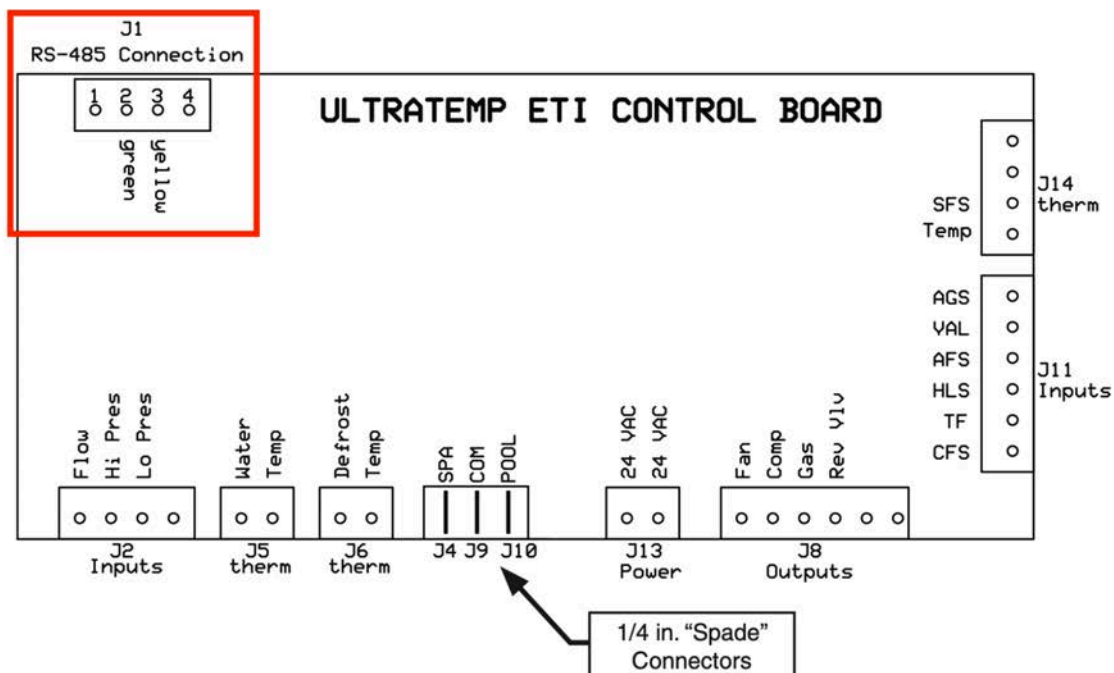 J1
RS-485 Connection
1 2 3 4
green
yellow
ULTRATEMP ETI CONTROL BOARD
J14
therm
SFS
Temp
AGS
VAL
AFS
HLS
TF
CFS
J11
Inputs
Flow
Hi Pres
Lo Pres
Water
Temp
Defrost
Temp
SPA
COM
POOL
24 VAC
24 VAC
Fan
Comp
Gas
Rev Vlv
J2
Inputs
J5
therm
J6
therm
J4 J9 J10
J13
Power
J8
Outputs
1/4 in. “Spade”
Connectors